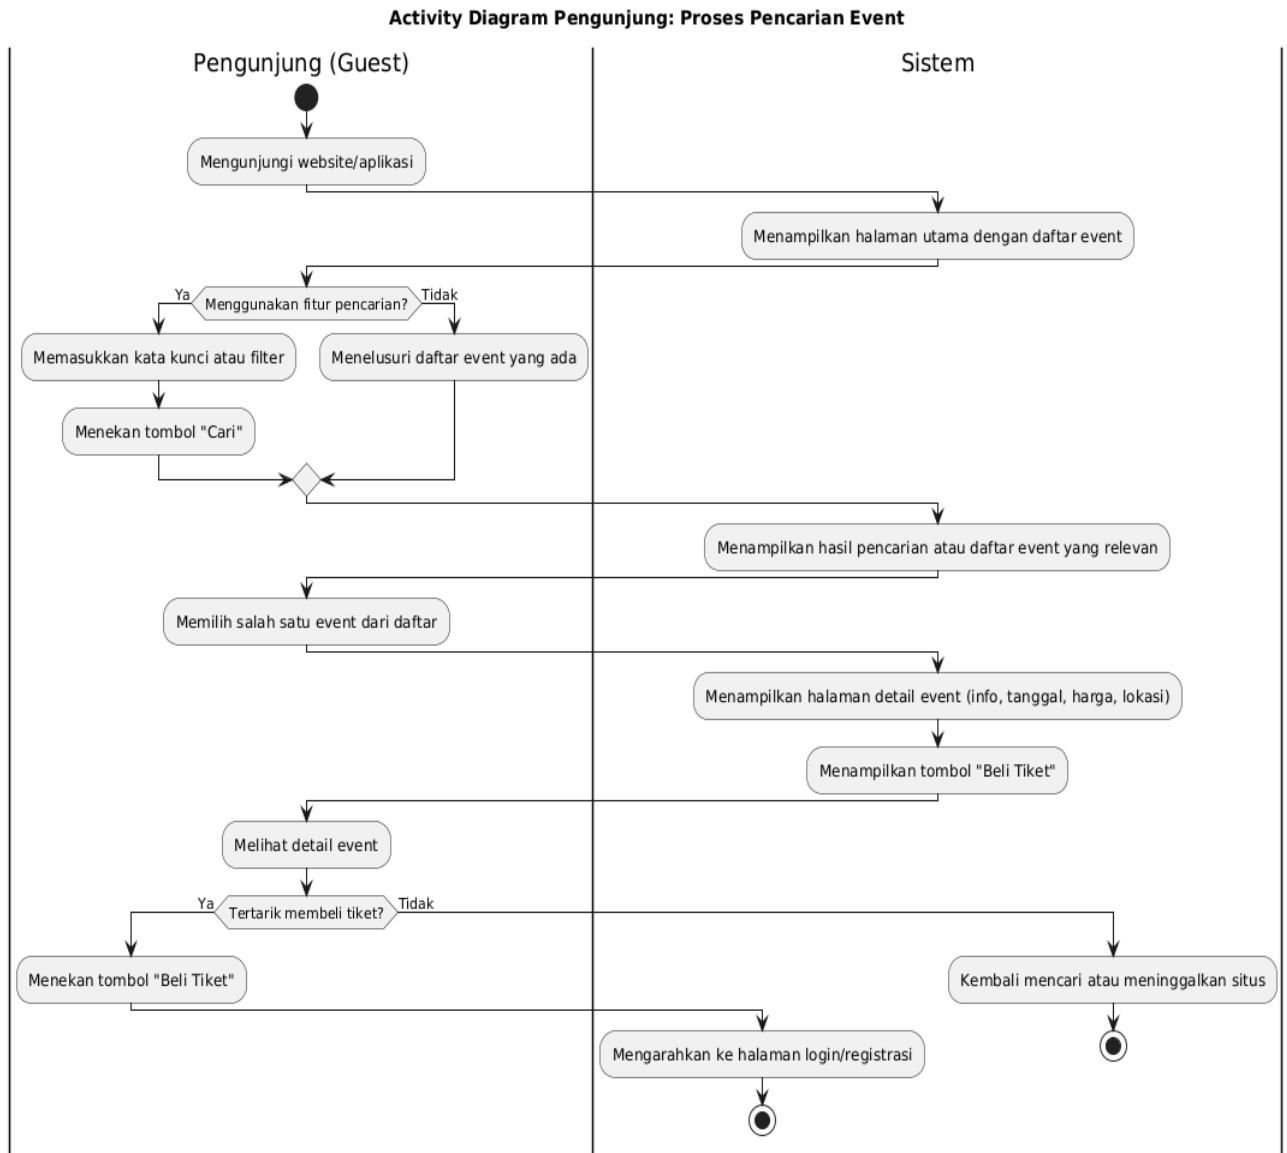 Activity Diagram Pengunjung: Proses Pencarian Event
Pengunjung (Guest)
Sistem
Mengunjungi website/aplikasi
Menampilkan halaman utama dengan daftar event
Ya
Menggunakan fitur pencarian?
Tidak
Memasukkan kata kunci atau filter
Menelusuri daftar event yang ada
Menekan tombol "Cari"
Menampilkan hasil pencarian atau daftar event yang relevan
Memilih salah satu event dari daftar
Menampilkan halaman detail event (info, tanggal, harga, lokasi)
Menampilkan tombol "Beli Tiket"
Melihat detail event
Ya
Tertarik membeli tiket?
Tidak
Menekan tombol "Beli Tiket"
Kembali mencari atau meninggalkan situs
Mengarahkan ke halaman login/registrasi